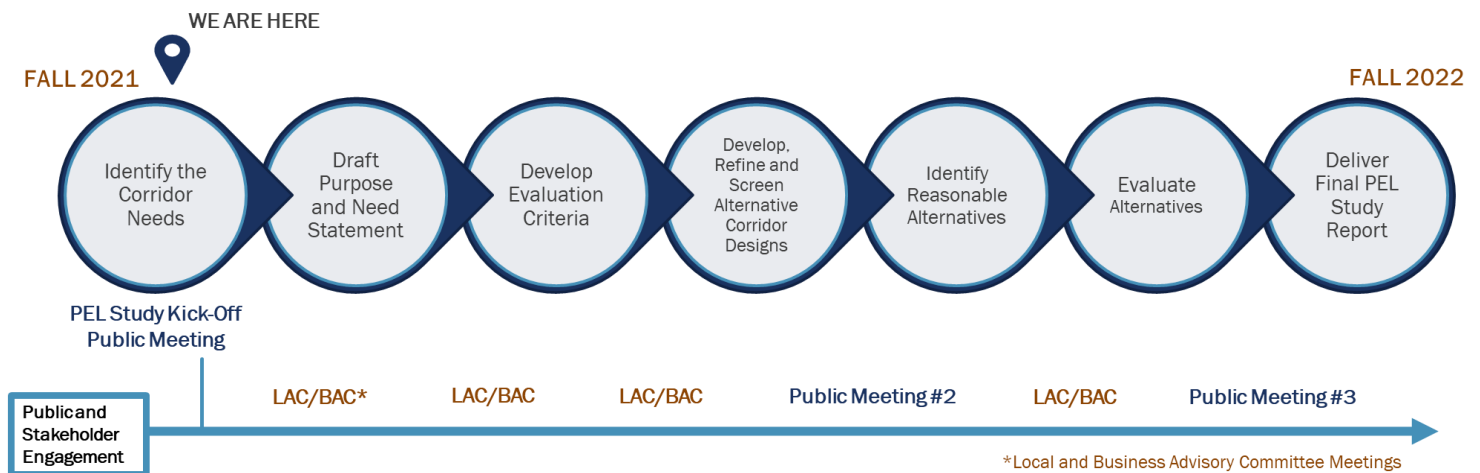 WE ARE HERE
FALL 2021
FALL 2022
Identify the
Corridor
Needs
Draft
Purpose
and Need
Statement
Develop
Evaluation
Criteria
Develop,
Refine and
Screen
Alternative
Corridor
Designs
Identify
Reasonable
Alternatives
Evaluate
Alternatives
Deliver
Final PEL
Study
Report
PEL Study Kick-Off
Public Meeting
Public and
Stakeholder
Engagement
LAC/BAC*
LAC/BAC
LAC/BAC
Public Meeting #2
LAC/BAC
Public Meeting #3
*Local and Business Advisory Committee Meetings